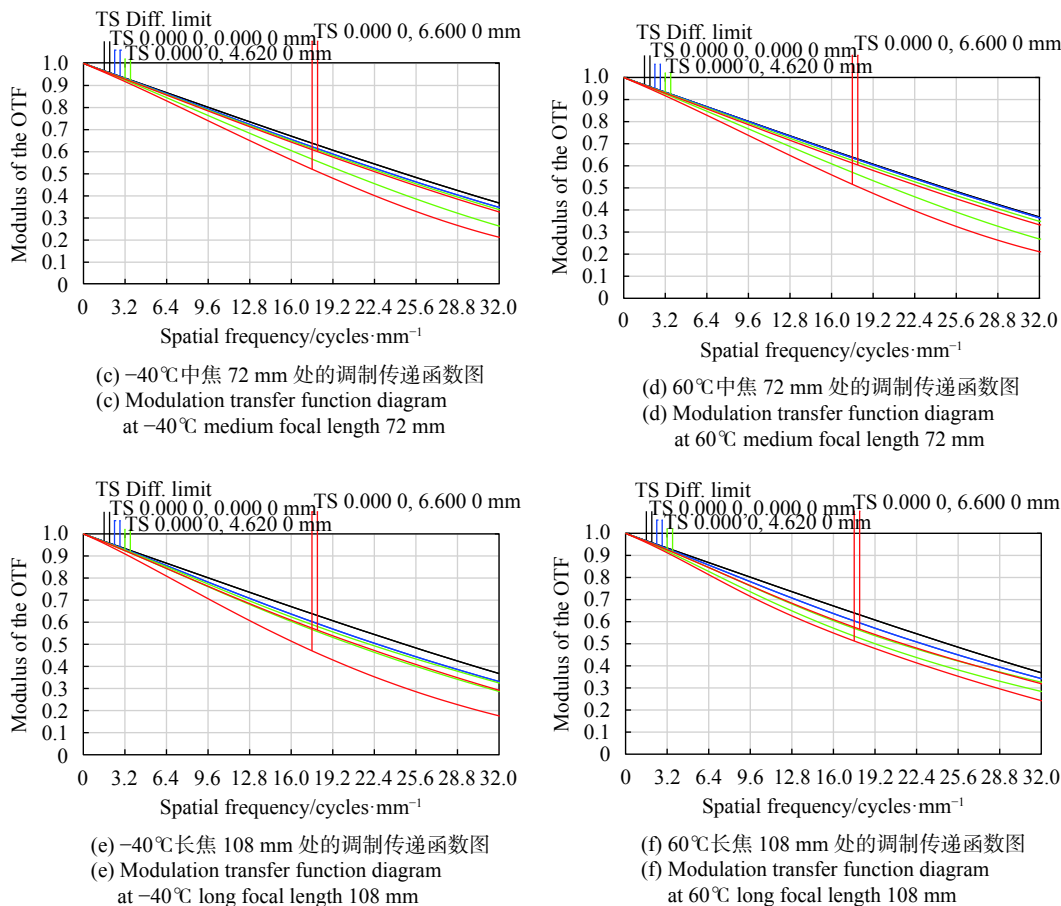 TS Diff. limit
TS 0.000 0, 0.000 0 mm
TS 0.000 0, 6.600 0 mm
TS 0.000 0, 4.620 0 mm
1.0
0.9
0.8
0.7
0.6
0.5
0.4
0.3
0.2
0.1
0
Modulus of the OTF
0 3.2 6.4 9.6 12.8 16.0 19.2 22.4 25.6 28.8 32.0
Spatial frequency/cycles·mm⁻¹
(c) −40℃中焦 72 mm 处的调制传递函数图
(c) Modulation transfer function diagram
at −40℃ medium focal length 72 mm
TS Diff. limit
TS 0.000 0, 0.000 0 mm
TS 0.000 0, 6.600 0 mm
TS 0.000 0, 4.620 0 mm
1.0
0.9
0.8
0.7
0.6
0.5
0.4
0.3
0.2
0.1
0
Modulus of the OTF
0 3.2 6.4 9.6 12.8 16.0 19.2 22.4 25.6 28.8 32.0
Spatial frequency/cycles·mm⁻¹
(d) 60℃中焦 72 mm 处的调制传递函数图
(d) Modulation transfer function diagram
at 60℃ medium focal length 72 mm
TS Diff. limit
TS 0.000 0, 0.000 0 mm
TS 0.000 0, 6.600 0 mm
TS 0.000 0, 4.620 0 mm
1.0
0.9
0.8
0.7
0.6
0.5
0.4
0.3
0.2
0.1
0
Modulus of the OTF
0 3.2 6.4 9.6 12.8 16.0 19.2 22.4 25.6 28.8 32.0
Spatial frequency/cycles·mm⁻¹
(e) −40℃长焦 108 mm 处的调制传递函数图
(e) Modulation transfer function diagram
at −40℃ long focal length 108 mm
TS Diff. limit
TS 0.000 0, 0.000 0 mm
TS 0.000 0, 6.600 0 mm
TS 0.000 0, 4.620 0 mm
1.0
0.9
0.8
0.7
0.6
0.5
0.4
0.3
0.2
0.1
0
Modulus of the OTF
0 3.2 6.4 9.6 12.8 16.0 19.2 22.4 25.6 28.8 32.0
Spatial frequency/cycles·mm⁻¹
(f) 60℃长焦 108 mm 处的调制传递函数图
(f) Modulation transfer function diagram
at 60℃ long focal length 108 mm